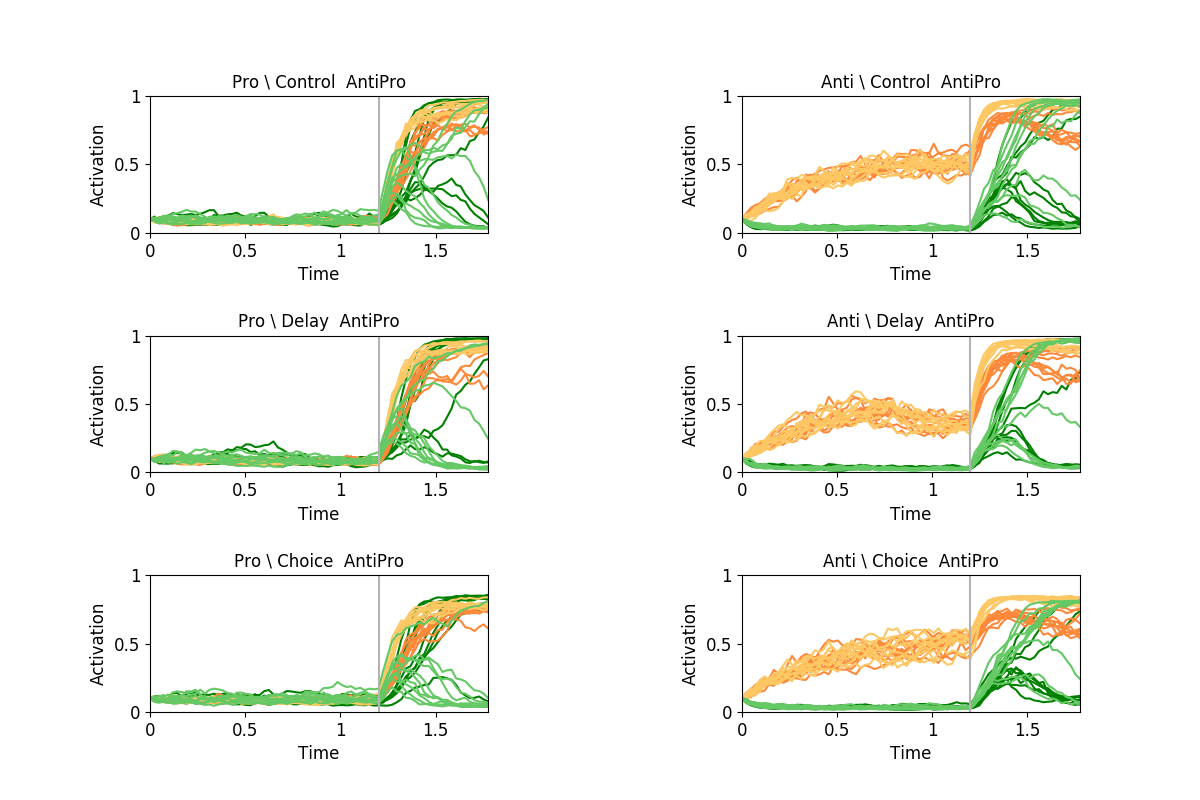 Pro \ Control  AntiPro
Activation
1
0.5
0
0
0.5
1
1.5
Time
Anti \ Control  AntiPro
Activation
1
0.5
0
0
0.5
1
1.5
Time
Pro \ Delay  AntiPro
Activation
1
0.5
0
0
0.5
1
1.5
Time
Anti \ Delay  AntiPro
Activation
1
0.5
0
0
0.5
1
1.5
Time
Pro \ Choice  AntiPro
Activation
1
0.5
0
0
0.5
1
1.5
Time
Anti \ Choice  AntiPro
Activation
1
0.5
0
0
0.5
1
1.5
Time